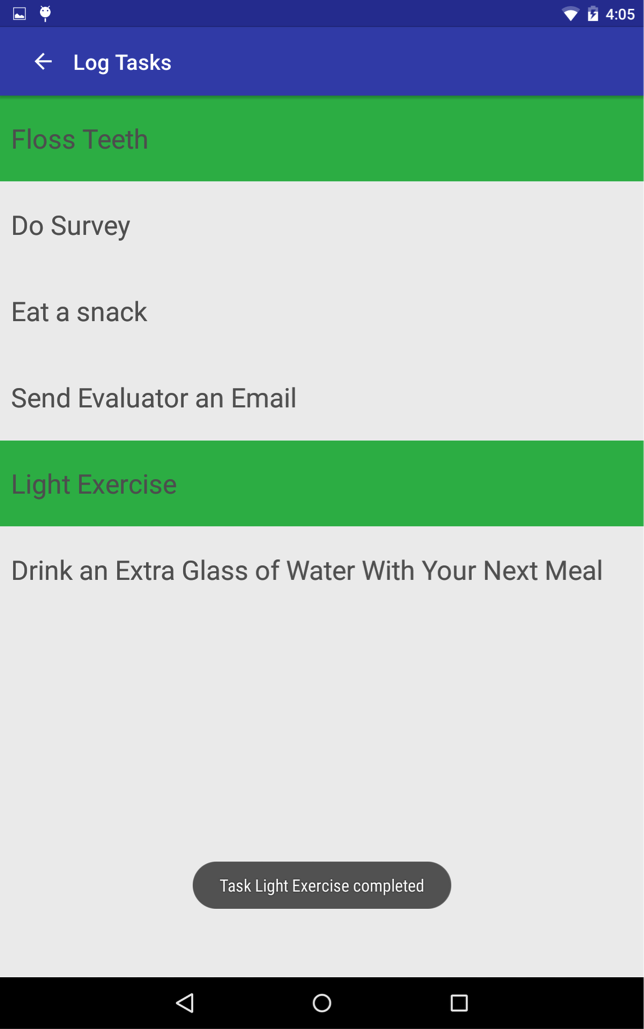 4:05
Log Tasks
Floss Teeth
Do Survey
Eat a snack
Send Evaluator an Email
Light Exercise
Drink an Extra Glass of Water With Your Next Meal
Task Light Exercise completed